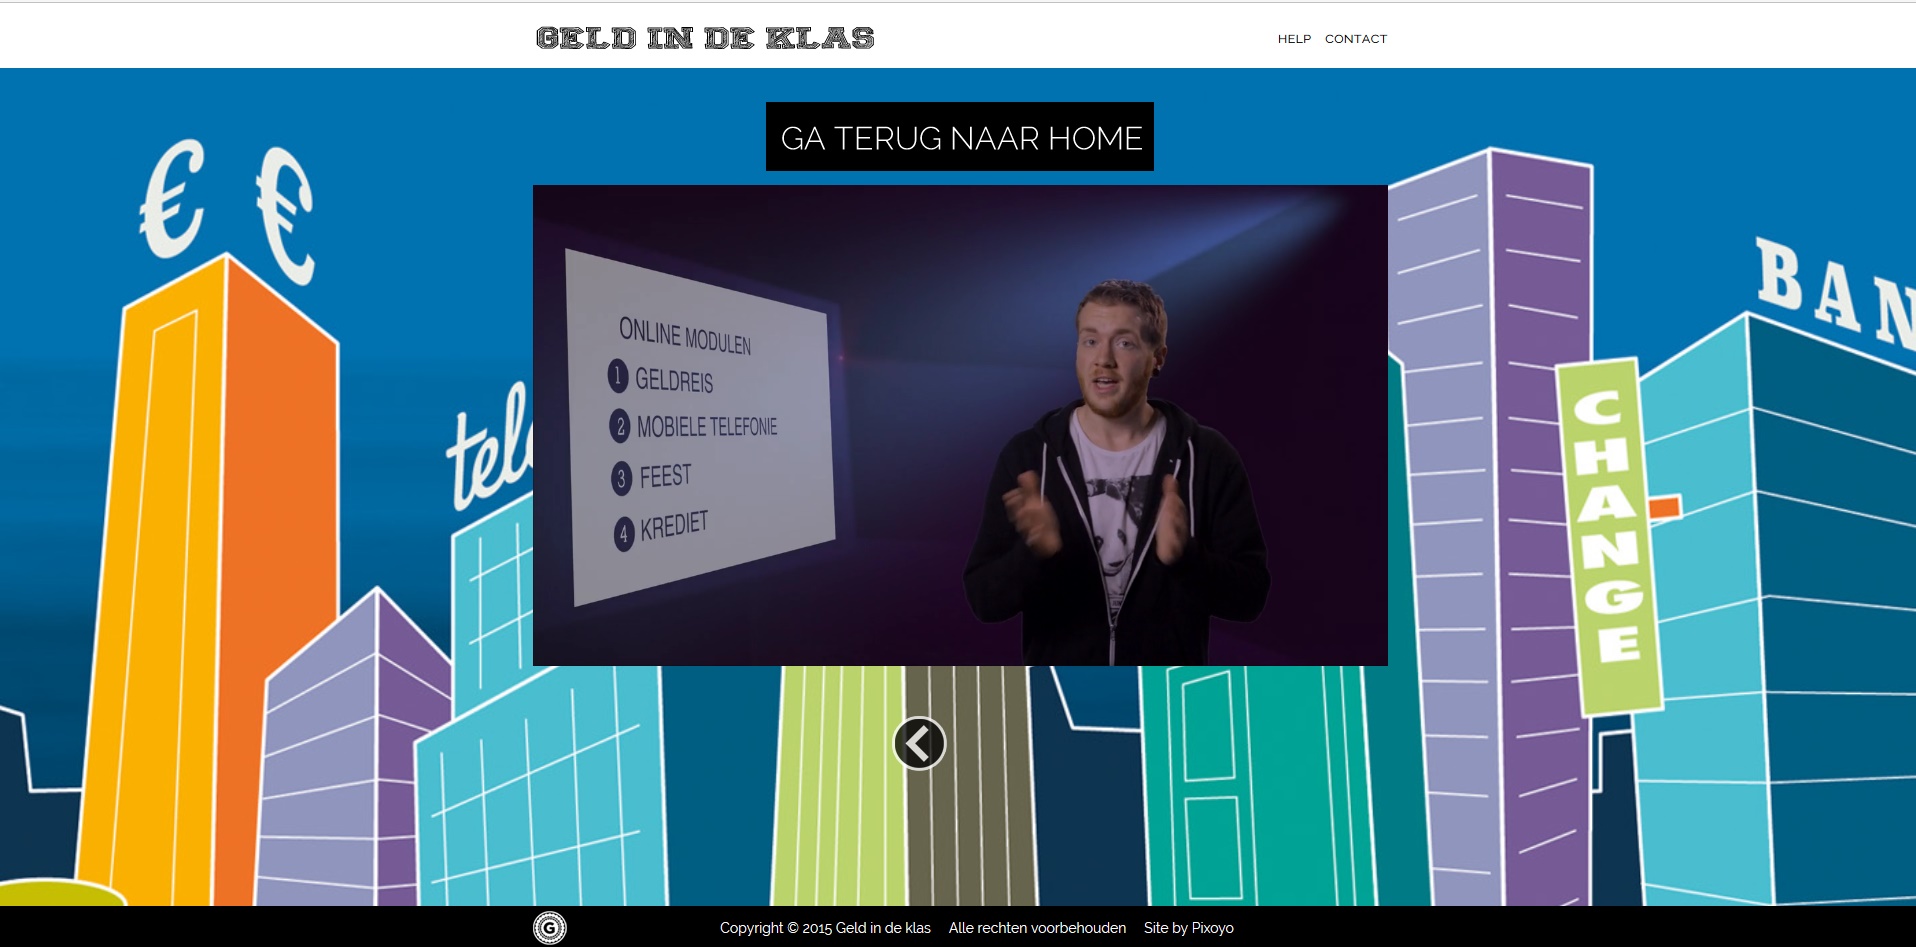 GELD IN DE KLAS
HELP CONTACT
GA TERUG NAAR HOME
€ €
BAN
tele
ONLINE MODULEN
1 GELDREIS
2 MOBIELE TELEFONIE
3 FEEST
4 KREDIET
CHANGE
G
Copyright © 2015 Geld in de klas Alle rechten voorbehouden Site by Pixoyo